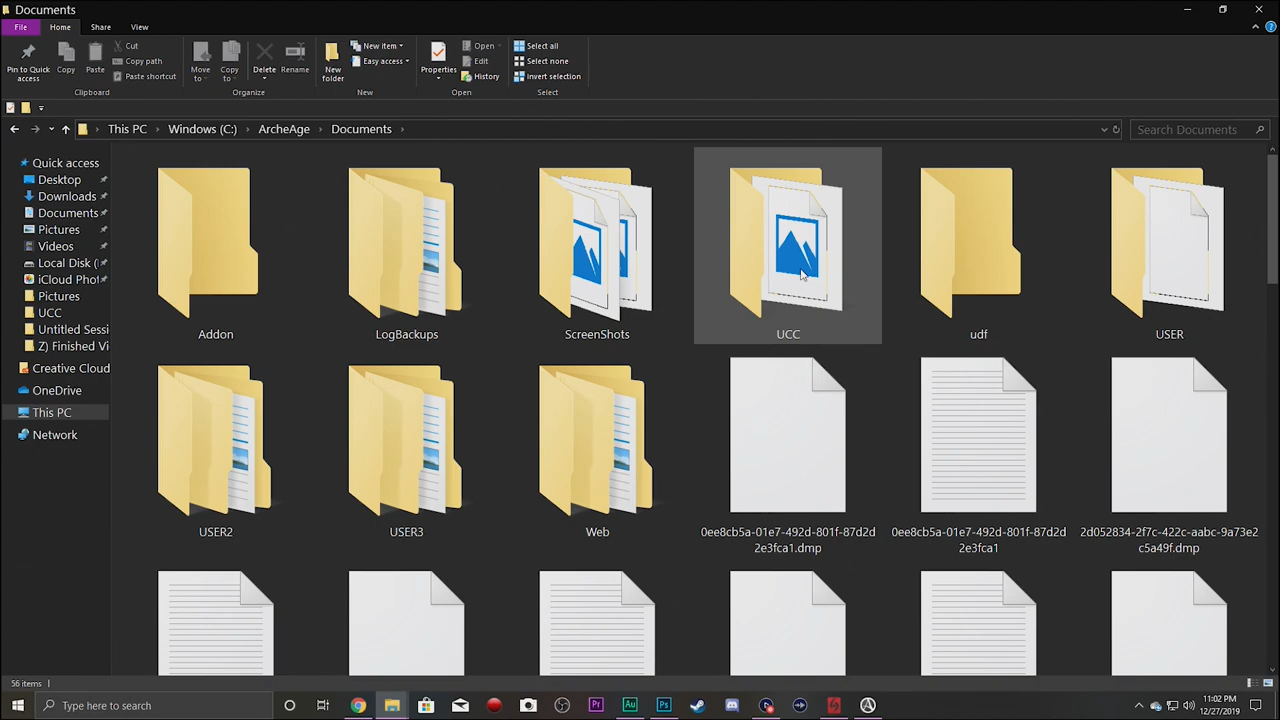 Documents
File
Home
Share
View
Pin to Quick access
Copy
Paste
Cut
Copy path
Paste shortcut
Clipboard
Move to
Copy to
Delete
Rename
Organize
New folder
New item
Easy access
New
Properties
Open
Edit
History
Open
Select all
Select none
Invert selection
Select
This PC
Windows (C:)
ArcheAge
Documents
Search Documents
Quick access
Desktop
Downloads
Documents
Pictures
Videos
Local Disk (
iCloud Phot
Pictures
UCC
Untitled Sessi
Z) Finished Vi
Creative Cloud
OneDrive
This PC
Network
Addon
LogBackups
ScreenShots
UCC
udf
USER
USER2
USER3
Web
0ee8cb5a-01e7-492d-801f-87d2d
2e3fca1.dmp
0ee8cb5a-01e7-492d-801f-87d2d
2e3fca1
2d052834-2f7c-422c-aabc-9a73e2
c5a49f.dmp
56 items
Type here to search
Pr
Au
Ps
11:02 PM
12/27/2019